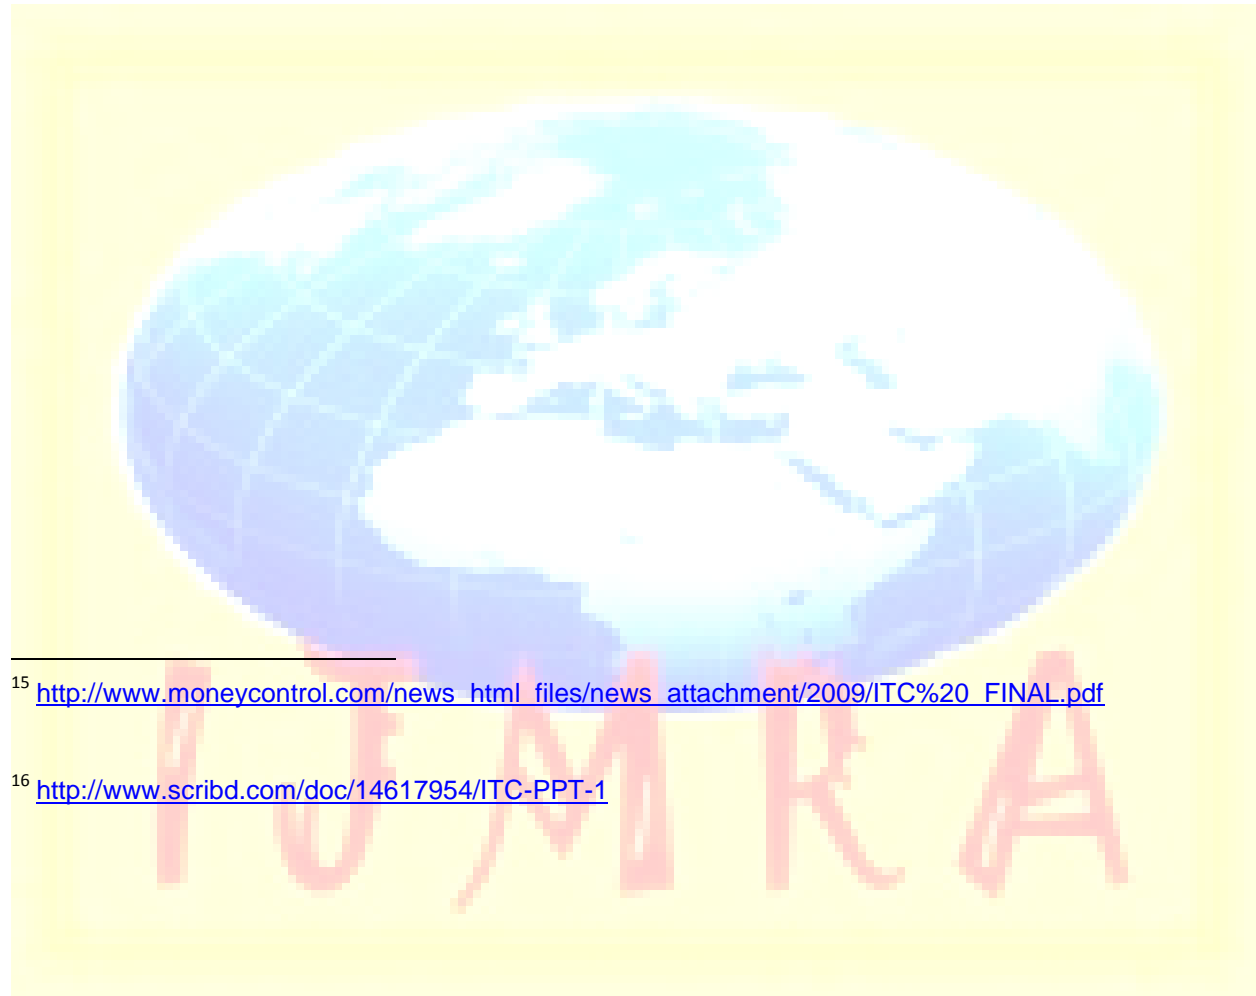 15 http://www.moneycontrol.com/news_html_files/news_attachment/2009/ITC%20_FINAL.pdf
16 http://www.scribd.com/doc/14617954/ITC-PPT-1
IJMRA